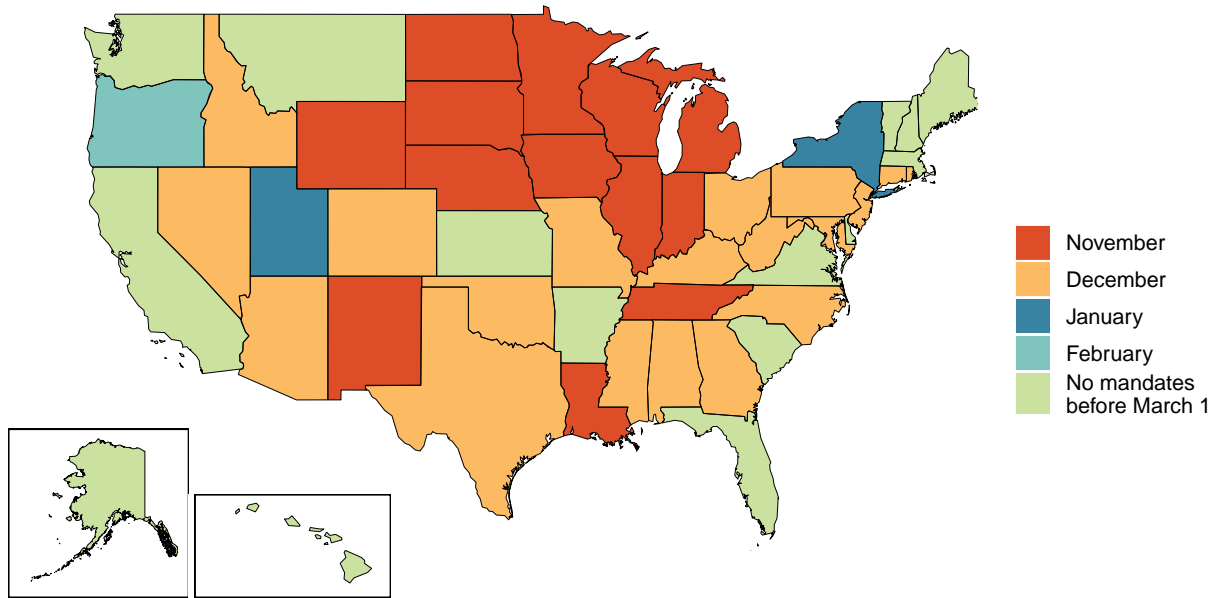 November
December
January
February
No mandates
before March 1